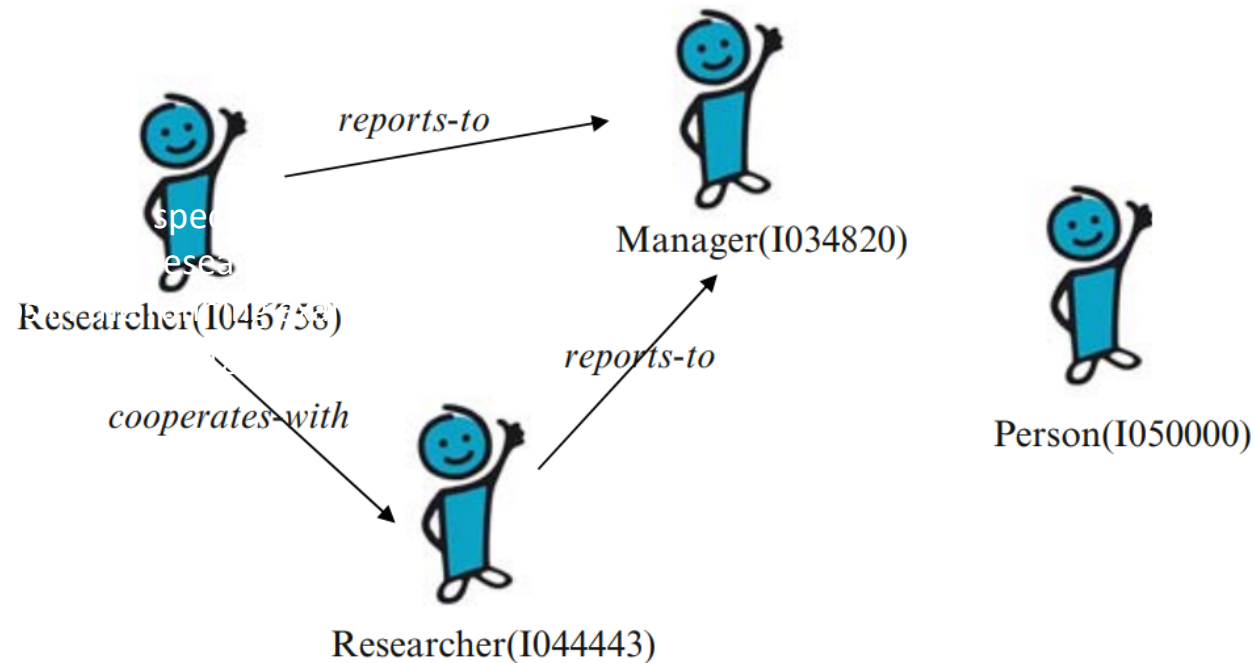 reports-to
Manager(I034820)
Researcher(I046758)
reports-to
cooperates-with
Person(I050000)
Researcher(I044443)